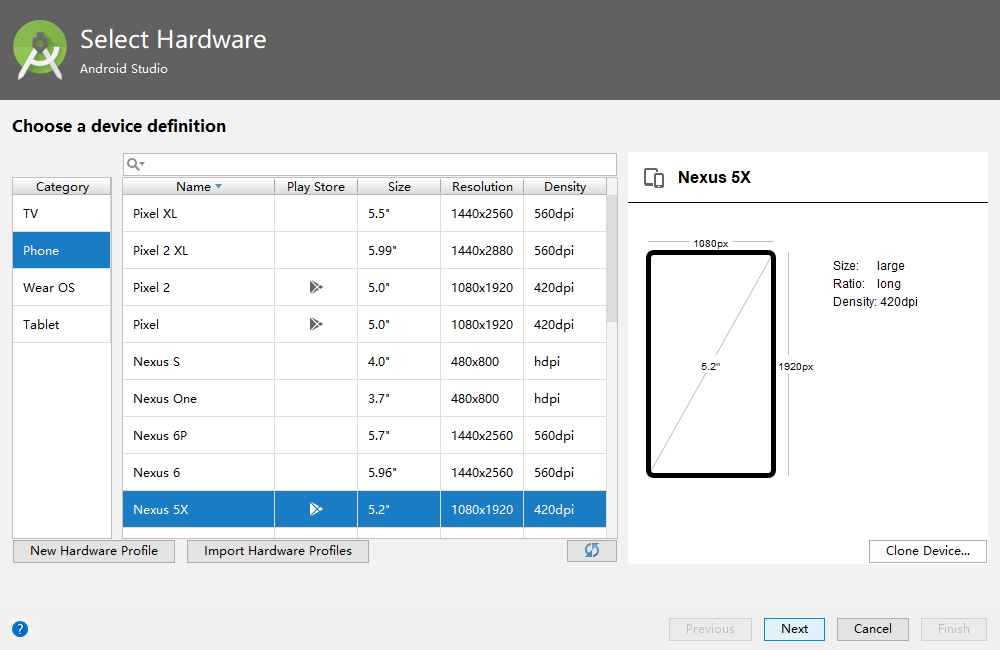 Select Hardware
Android Studio
Choose a device definition
Category
TV
Phone
Wear OS
Tablet
Name Play Store Size Resolution Density
Pixel XL 5.5" 1440x2560 560dpi
Pixel 2 XL 5.99" 1440x2880 560dpi
Pixel 2 5.0" 1080x1920 420dpi
Pixel 5.0" 1080x1920 420dpi
Nexus S 4.0" 480x800 hdpi
Nexus One 3.7" 480x800 hdpi
Nexus 6P 5.7" 1440x2560 560dpi
Nexus 6 5.96" 1440x2560 560dpi
Nexus 5X 5.2" 1080x1920 420dpi
New Hardware Profile Import Hardware Profiles
Nexus 5X
1080px
5.2"
1920px
Size: large
Ratio: long
Density: 420dpi
Clone Device...
? Previous Next Cancel Finish